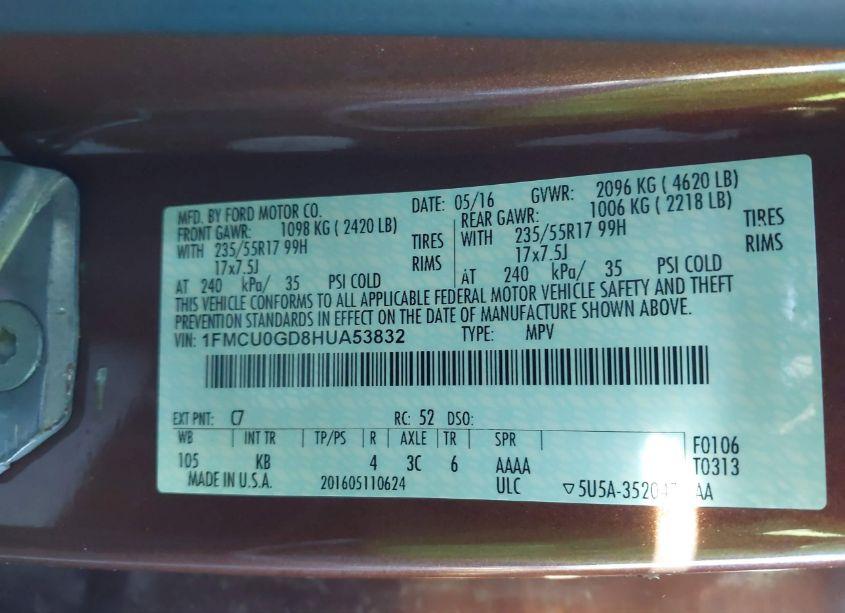 MFD. BY FORD MOTOR CO. DATE: 05/16 GVWR: 2096 KG ( 4620 LB)
FRONT GAWR: 1098 KG ( 2420 LB) REAR GAWR: 1006 KG ( 2218 LB)
WITH 235/55R17 99H TIRES WITH 235/55R17 99H TIRES
17x7.5J RIMS 17x7.5J RIMS
AT 240 kPa/ 35 PSI COLD AT 240 kPa/ 35 PSI COLD
THIS VEHICLE CONFORMS TO ALL APPLICABLE FEDERAL MOTOR VEHICLE SAFETY AND THEFT
PREVENTION STANDARDS IN EFFECT ON THE DATE OF MANUFACTURE SHOWN ABOVE.
VIN: 1FMCU0GD8HUA53832 TYPE: MPV
EXT PNT: C7 RC: 52 DSO:
WB INT TR TP/PS R AXLE TR SPR F0106
105 KB 4 3C 6 AAAA T0313
MADE IN U.S.A. 201605110624 ULC ▽5U5A-35204 AA